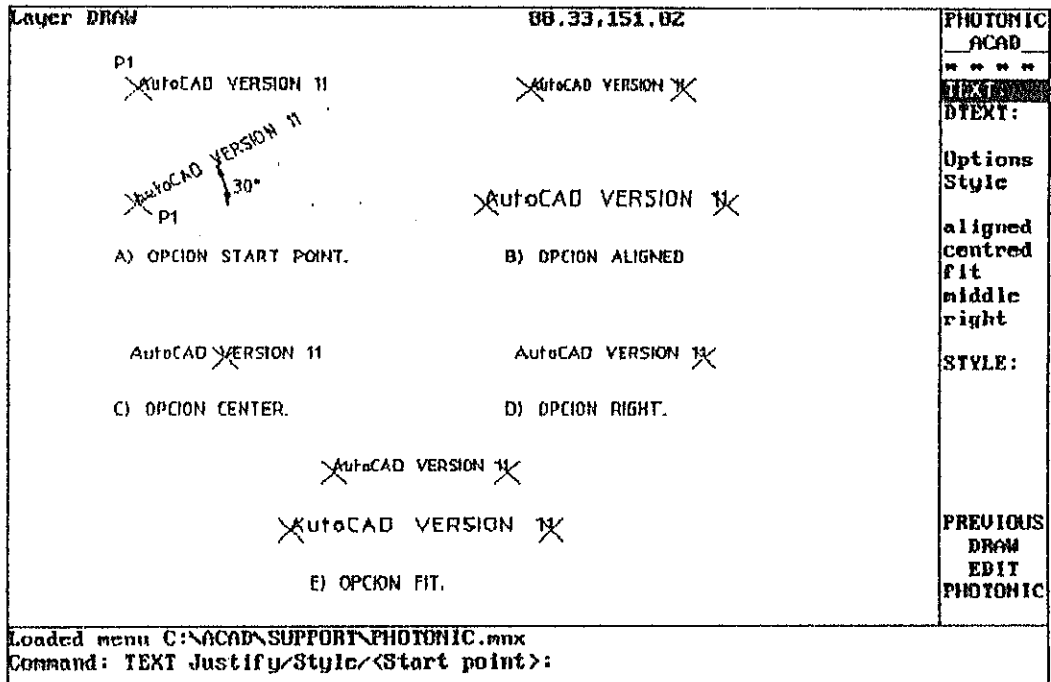 Layer DRAW 88.33,151.82
P1
AutoCAD VERSION 11 AutoCAD VERSION 11
AutoCAD VERSION 11
30°
P1
AutoCAD VERSION 11
A) OPCION START POINT. B) OPCION ALIGNED
AutoCAD VERSION 11 AutoCAD VERSION 11
C) OPCION CENTER. D) OPCION RIGHT.
AutoCAD VERSION 11
AutoCAD VERSION 11
E) OPCION FIT.
PHOTONIC
__ACAD__
* * * *
TEXT:
DTEXT:
Options
Style
aligned
centred
fit
middle
right
STYLE:
PREVIOUS
DRAW
EDIT
PHOTONIC
Loaded menu C:\ACAD\SUPPORT\PHOTONIC.mnx
Command: TEXT Justify/Style/<Start point>: